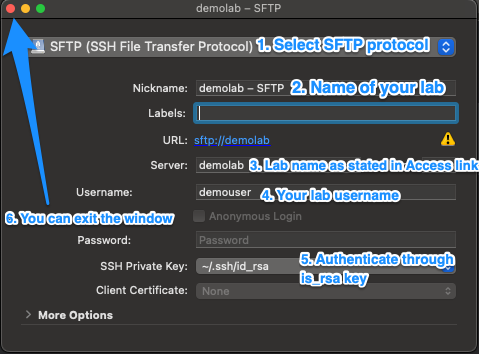 demolab – SFTP
SFTP (SSH File Transfer Protocol) 1. Select SFTP protocol
Nickname: demolab – SFTP 2. Name of your lab
Labels:
URL: sftp://demolab
Server: demolab 3. Lab name as stated in Access link
Username: demouser 4. Your lab username
6. You can exit the window
Anonymous Login
Password: Password
5. Authenticate through
SSH Private Key: ~/.ssh/id_rsa
is_rsa key
Client Certificate: None
More Options